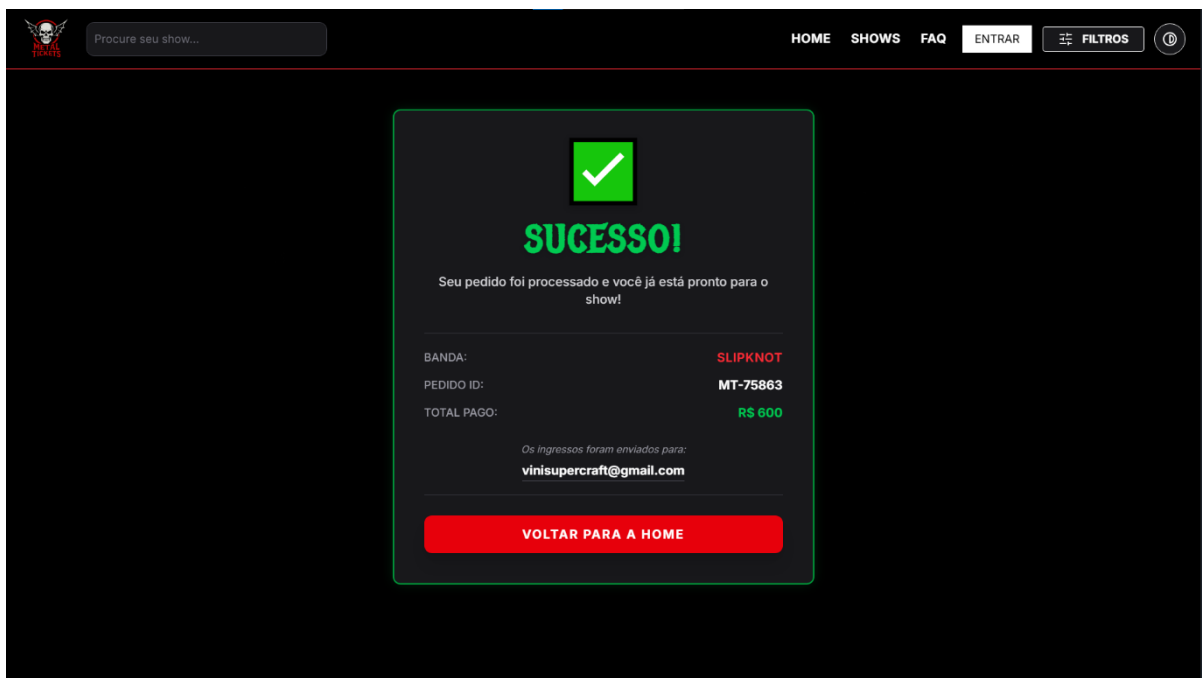 METAL
TICKETS
Procure seu show...
HOME SHOWS FAQ ENTRAR FILTROS
SUCESSO!
Seu pedido foi processado e você já está pronto para o
show!
BANDA: SLIPKNOT
PEDIDO ID: MT-75863
TOTAL PAGO: R$ 600
Os ingressos foram enviados para:
vinisupercraft@gmail.com
VOLTAR PARA A HOME